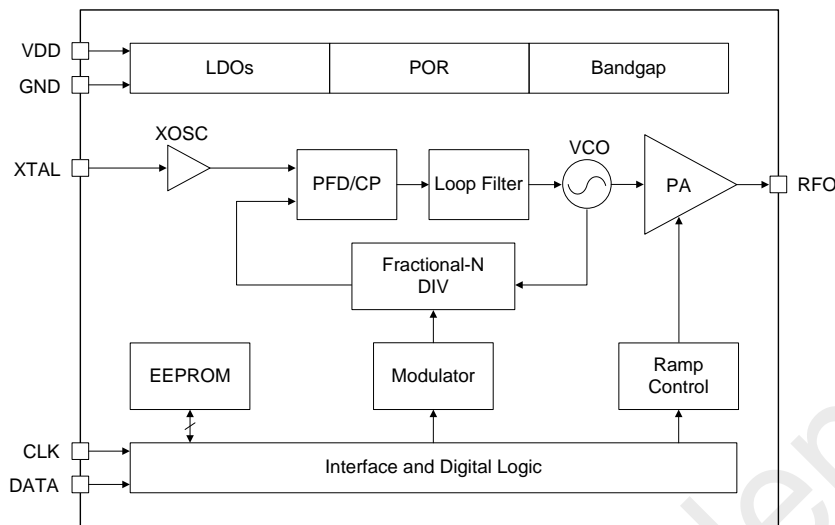 VDD
GND
LDOs
POR
Bandgap
XOSC
XTAL
PFD/CP
Loop Filter
VCO
PA
RFO
Fractional-N
DIV
EEPROM
Modulator
Ramp
Control
CLK
DATA
Interface and Digital Logic